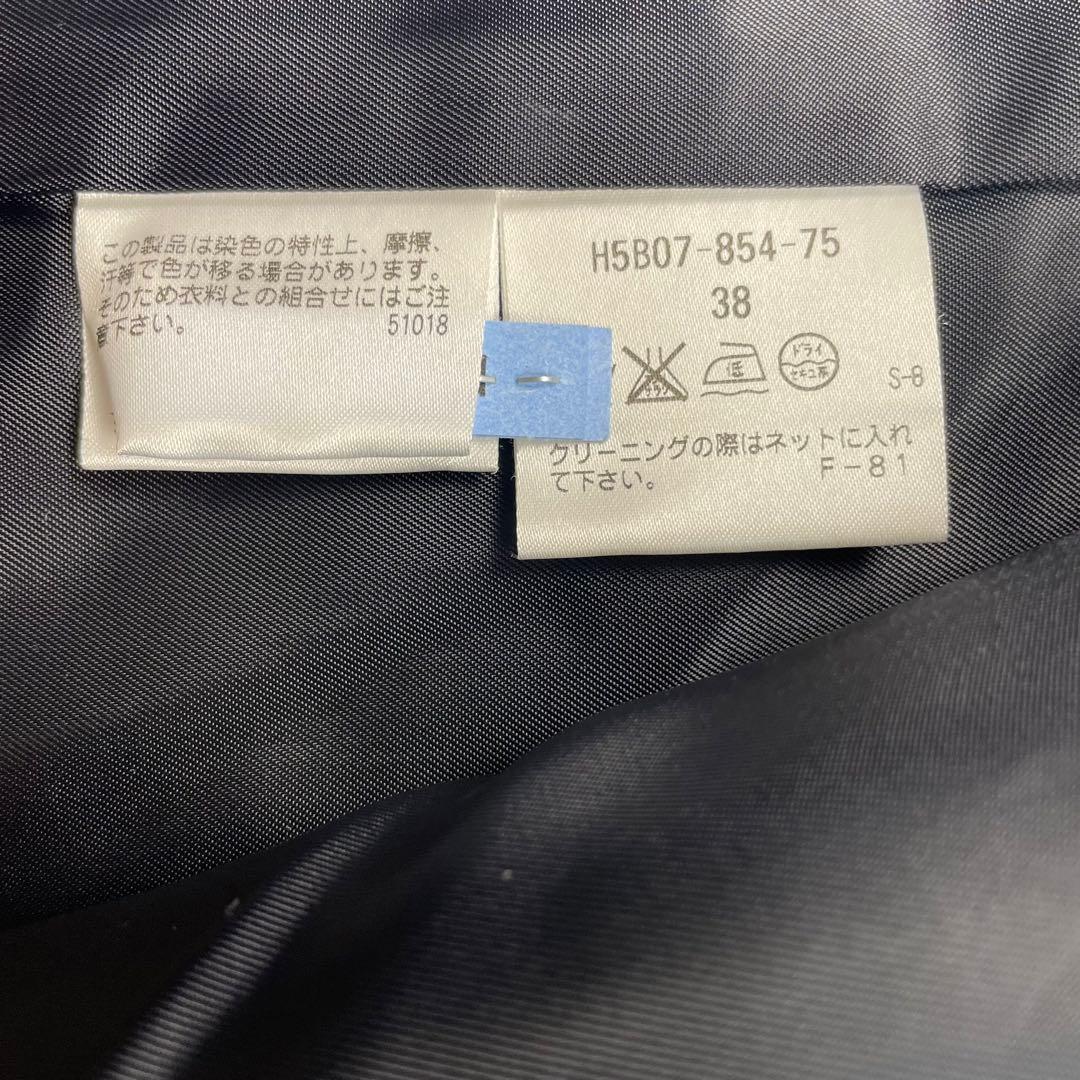 この製品は染色の特性上、摩擦、
汗等で色が移る場合があります。
そのため衣料との組合せにはご注
意下さい。 51018
H5B07-854-75
38
低
ドライ
セキユ系
S-8
クリーニングの際はネットに入れ
て下さい。 F-81